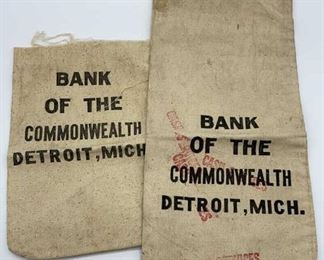 BANK
OF THE
COMMONWEALTH
DETROIT, MICH
BANK
OF THE
COMMONWEALTH
DETROIT, MICH.